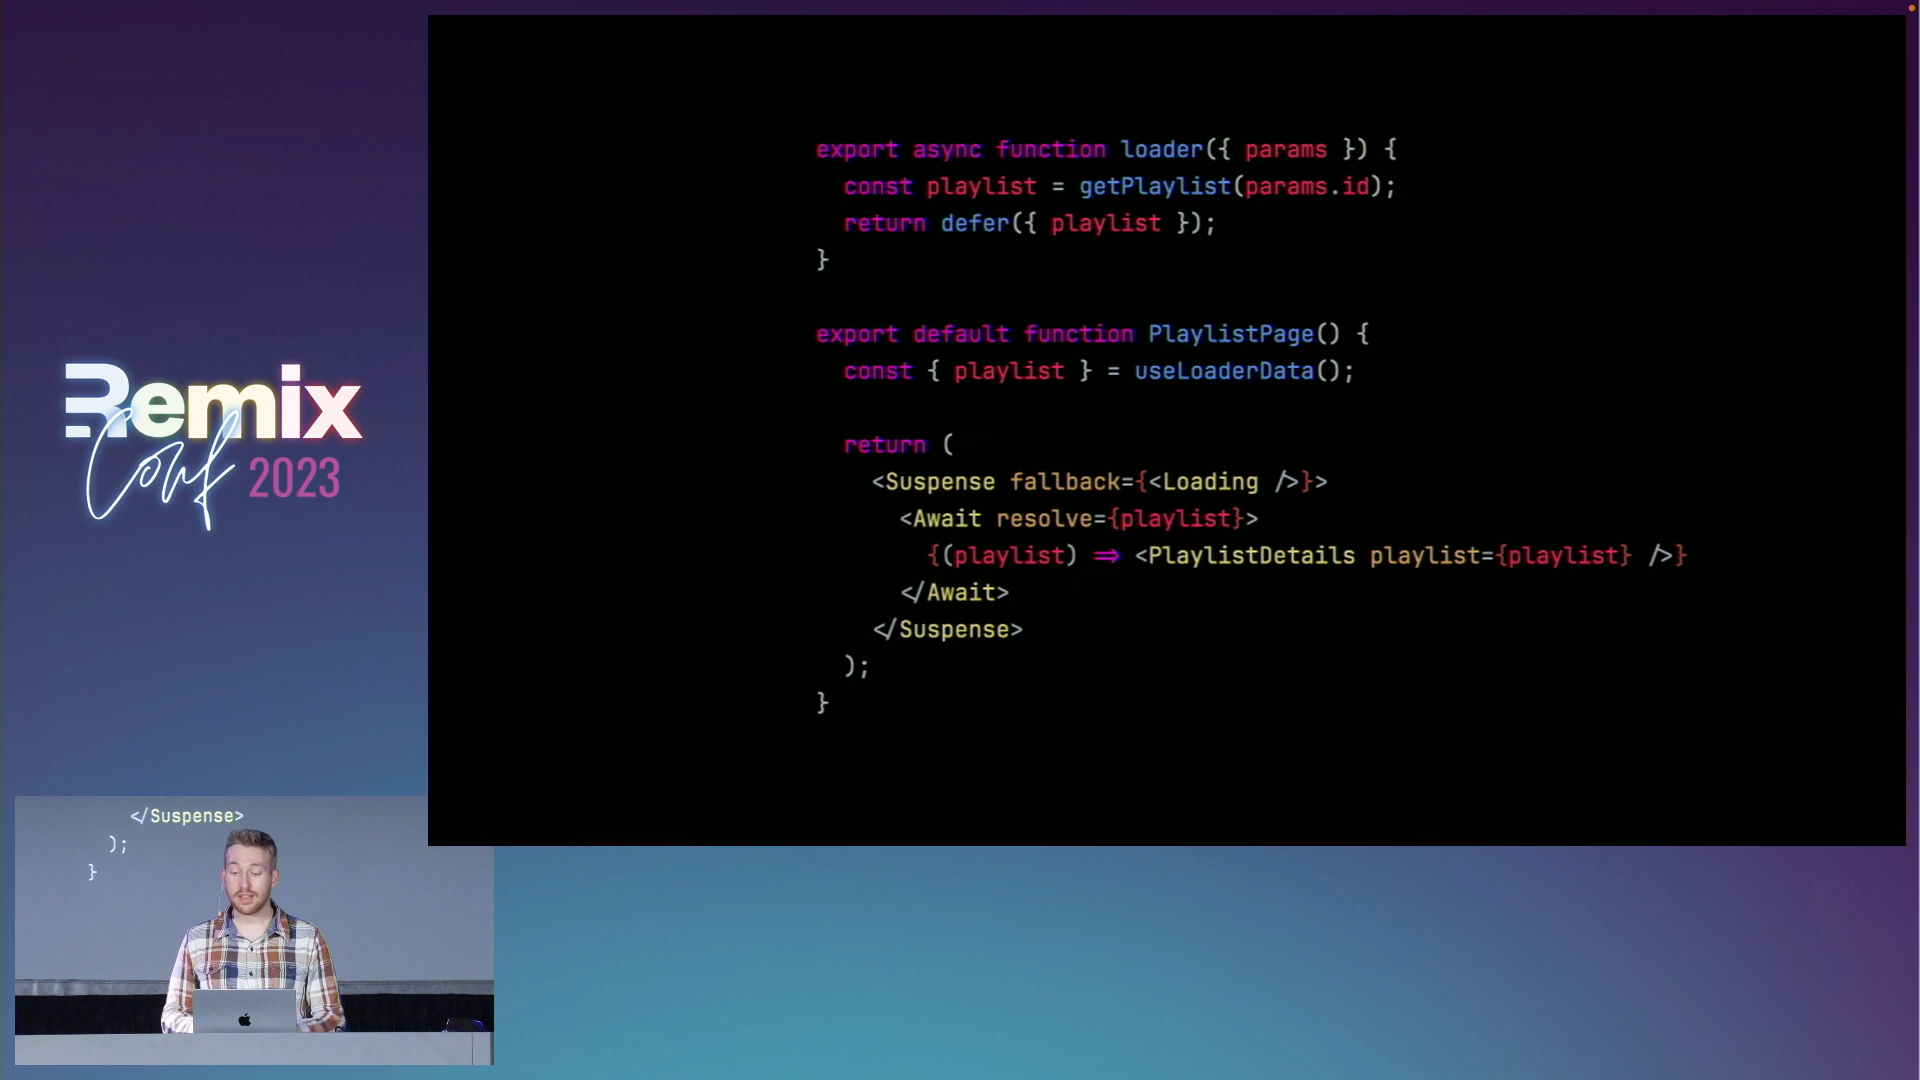 export async function loader({ params }) {
  const playlist = getPlaylist(params.id);
  return defer({ playlist });
}

export default function PlaylistPage() {
  const { playlist } = useLoaderData();

  return (
    <Suspense fallback={<Loading />}>
      <Await resolve={playlist}>
        {(playlist) => <PlaylistDetails playlist={playlist} />}
      </Await>
    </Suspense>
  );
}
Remix
Conf 2023
</Suspense>
);
}